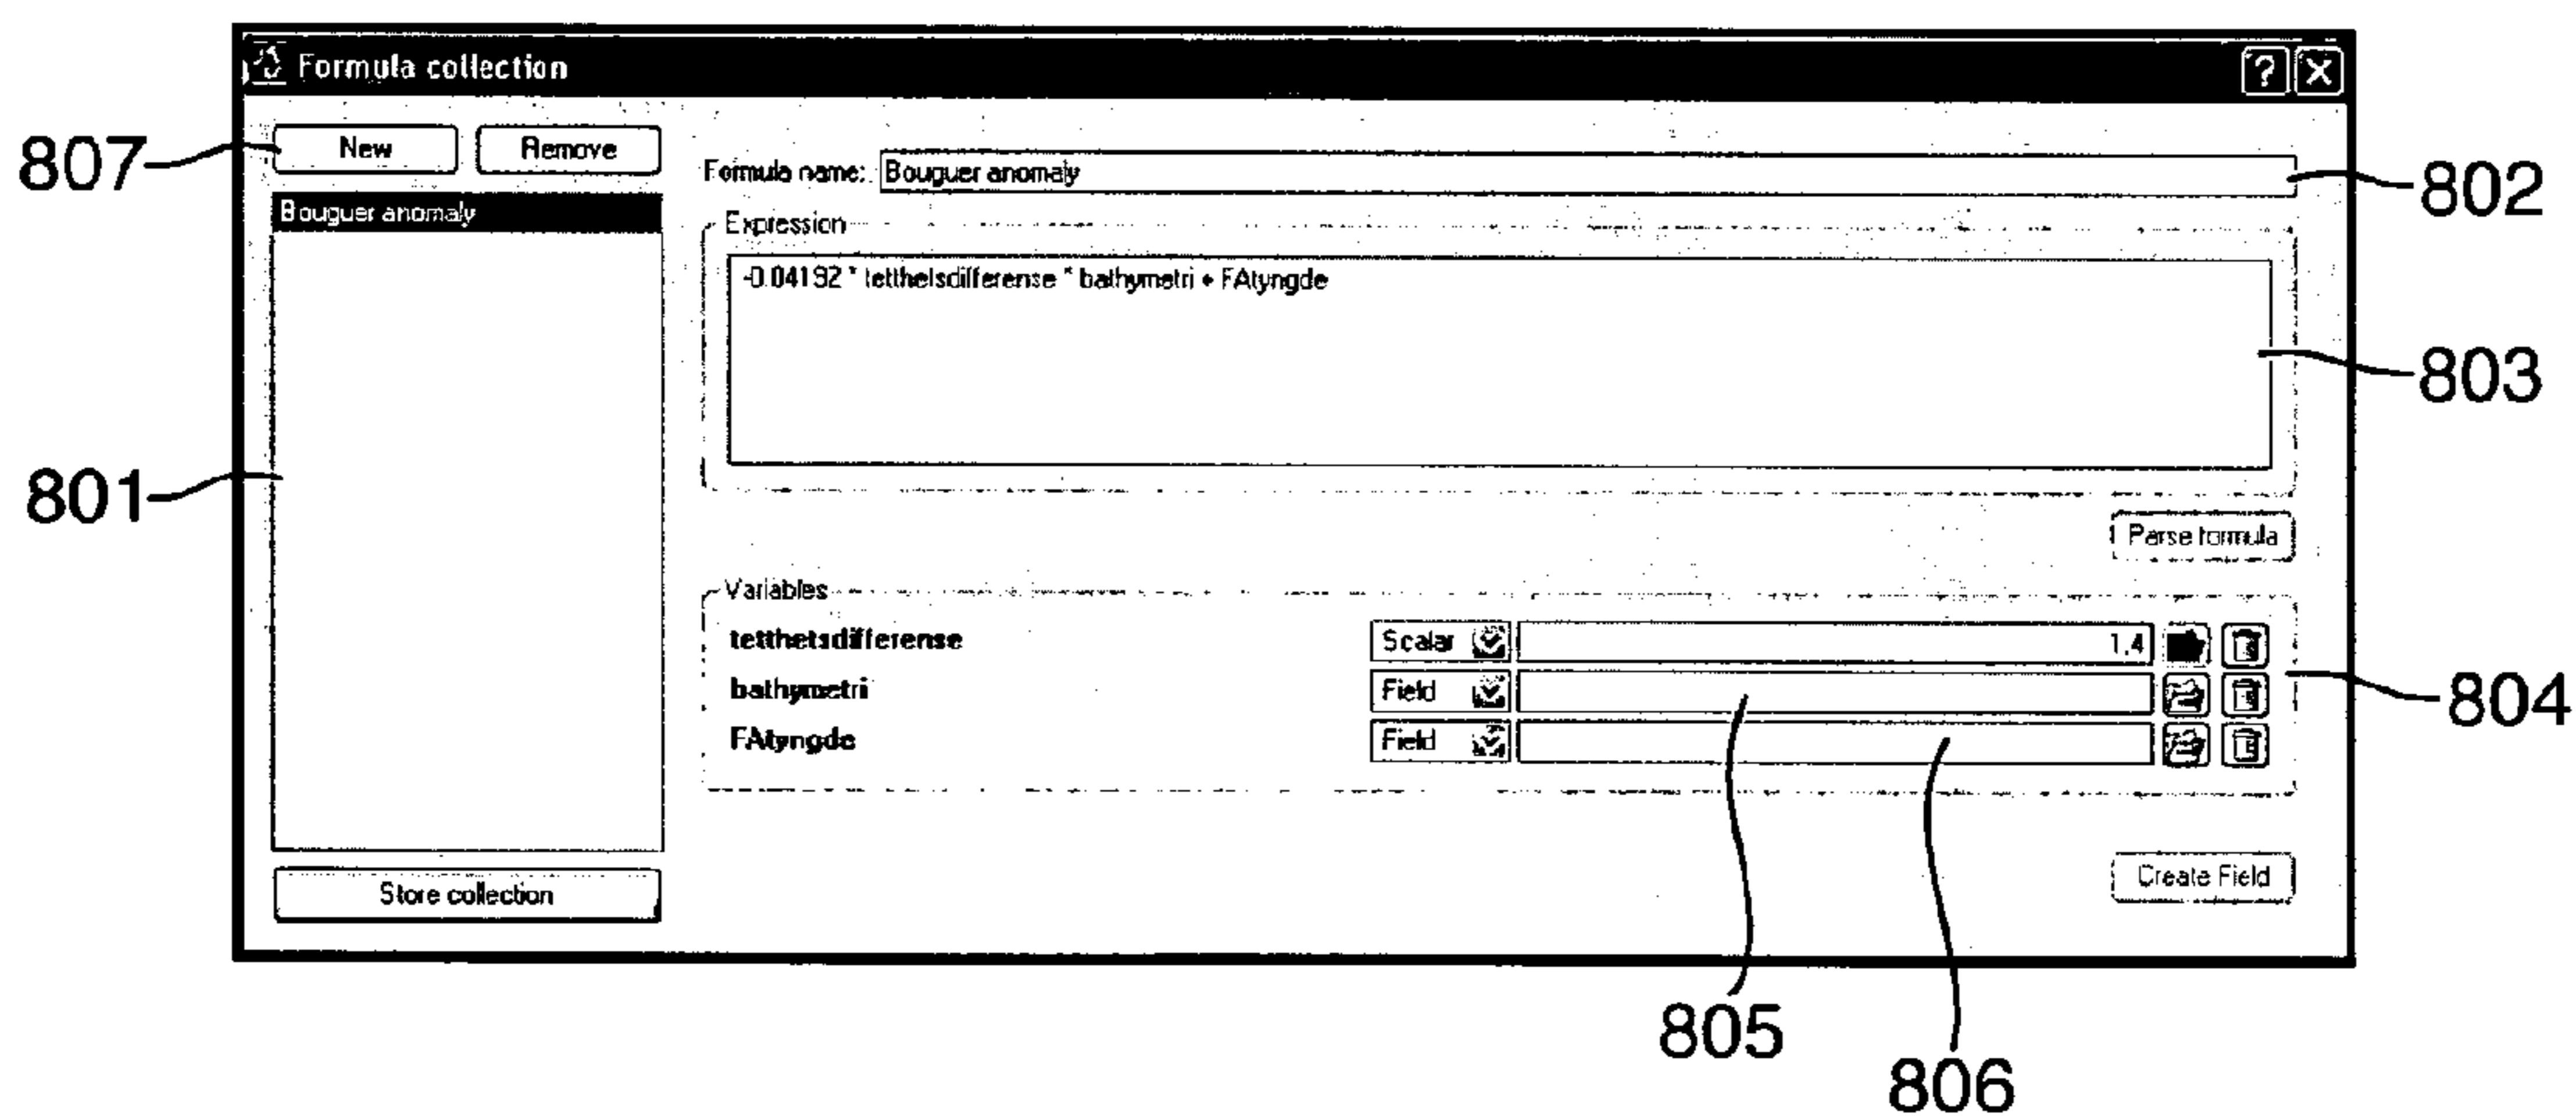 Formula collection
807
New
Remove
Formula name: Bouguer anomaly
802
Bouguer anomaly
Expression
-0.04192 * tetthetsdifferense * bathymetri + FAtyngde
803
801
Parse formula
Variables
tetthetsdifferense Scalar 1,4
bathymetri Field
804
FAtyngde Field
Store collection
Create Field
805
806